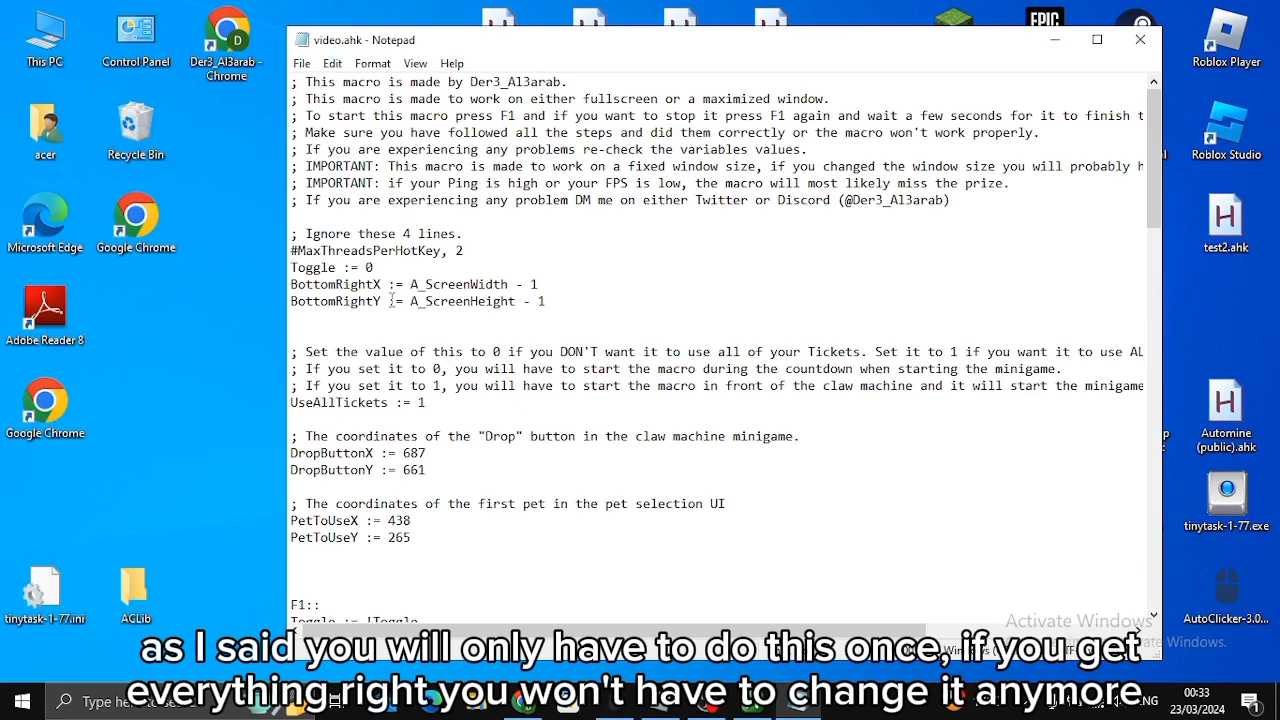 This PC
Control Panel
Der3_Al3arab -
Chrome
acer
Recycle Bin
Microsoft Edge
Google Chrome
Adobe Reader 8
Google Chrome
tinytask-1-77.ini
ACLib
video.ahk - Notepad
File Edit Format View Help
; This macro is made by Der3_Al3arab.
; This macro is made to work on either fullscreen or a maximized window.
; To start this macro press F1 and if you want to stop it press F1 again and wait a few seconds for it to finish t
; Make sure you have followed all the steps and did them correctly or the macro won't work properly.
; If you are experiencing any problems re-check the variables values.
; IMPORTANT: This macro is made to work on a fixed window size, if you changed the window size you will probably h
; IMPORTANT: if your Ping is high or your FPS is low, the macro will most likely miss the prize.
; If you are experiencing any problem DM me on either Twitter or Discord (@Der3_Al3arab)
; Ignore these 4 lines.
#MaxThreadsPerHotKey, 2
Toggle := 0
BottomRightX := A_ScreenWidth - 1
BottomRightY := A_ScreenHeight - 1
; Set the value of this to 0 if you DON'T want it to use all of your Tickets. Set it to 1 if you want it to use AL
; If you set it to 0, you will have to start the macro during the countdown when starting the minigame.
; If you set it to 1, you will have to start the macro in front of the claw machine and it will start the minigame
UseAllTickets := 1
; The coordinates of the "Drop" button in the claw machine minigame.
DropButtonX := 687
DropButtonY := 661
; The coordinates of the first pet in the pet selection UI
PetToUseX := 438
PetToUseY := 265
F1::
Toggle := !Toggle
EPIC
Roblox Player
Roblox Studio
H
test2.ahk
H
Automine
(public).ahk
tinytask-1-77.exe
AutoClicker-3.0...
Activate Windows
as I said you will only have to do this once, if you get
everything right you won't have to change it anymore
Type here
ENG
00:33
23/03/2024